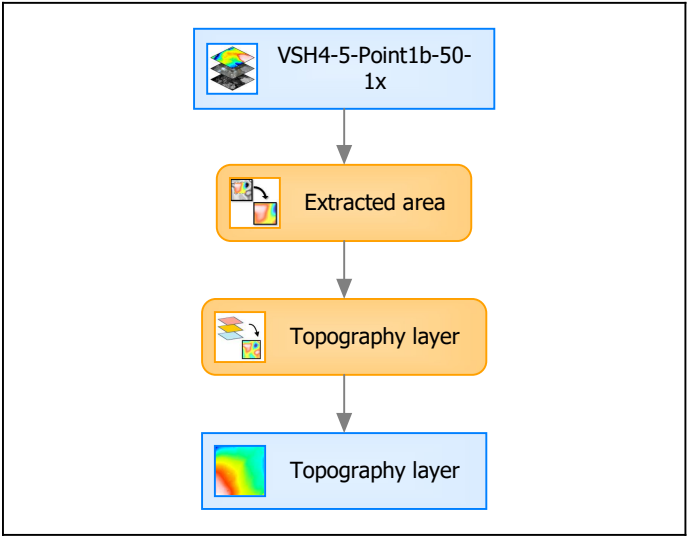 VSH4-5-Point1b-50-
1x
Extracted area
Topography layer
Topography layer